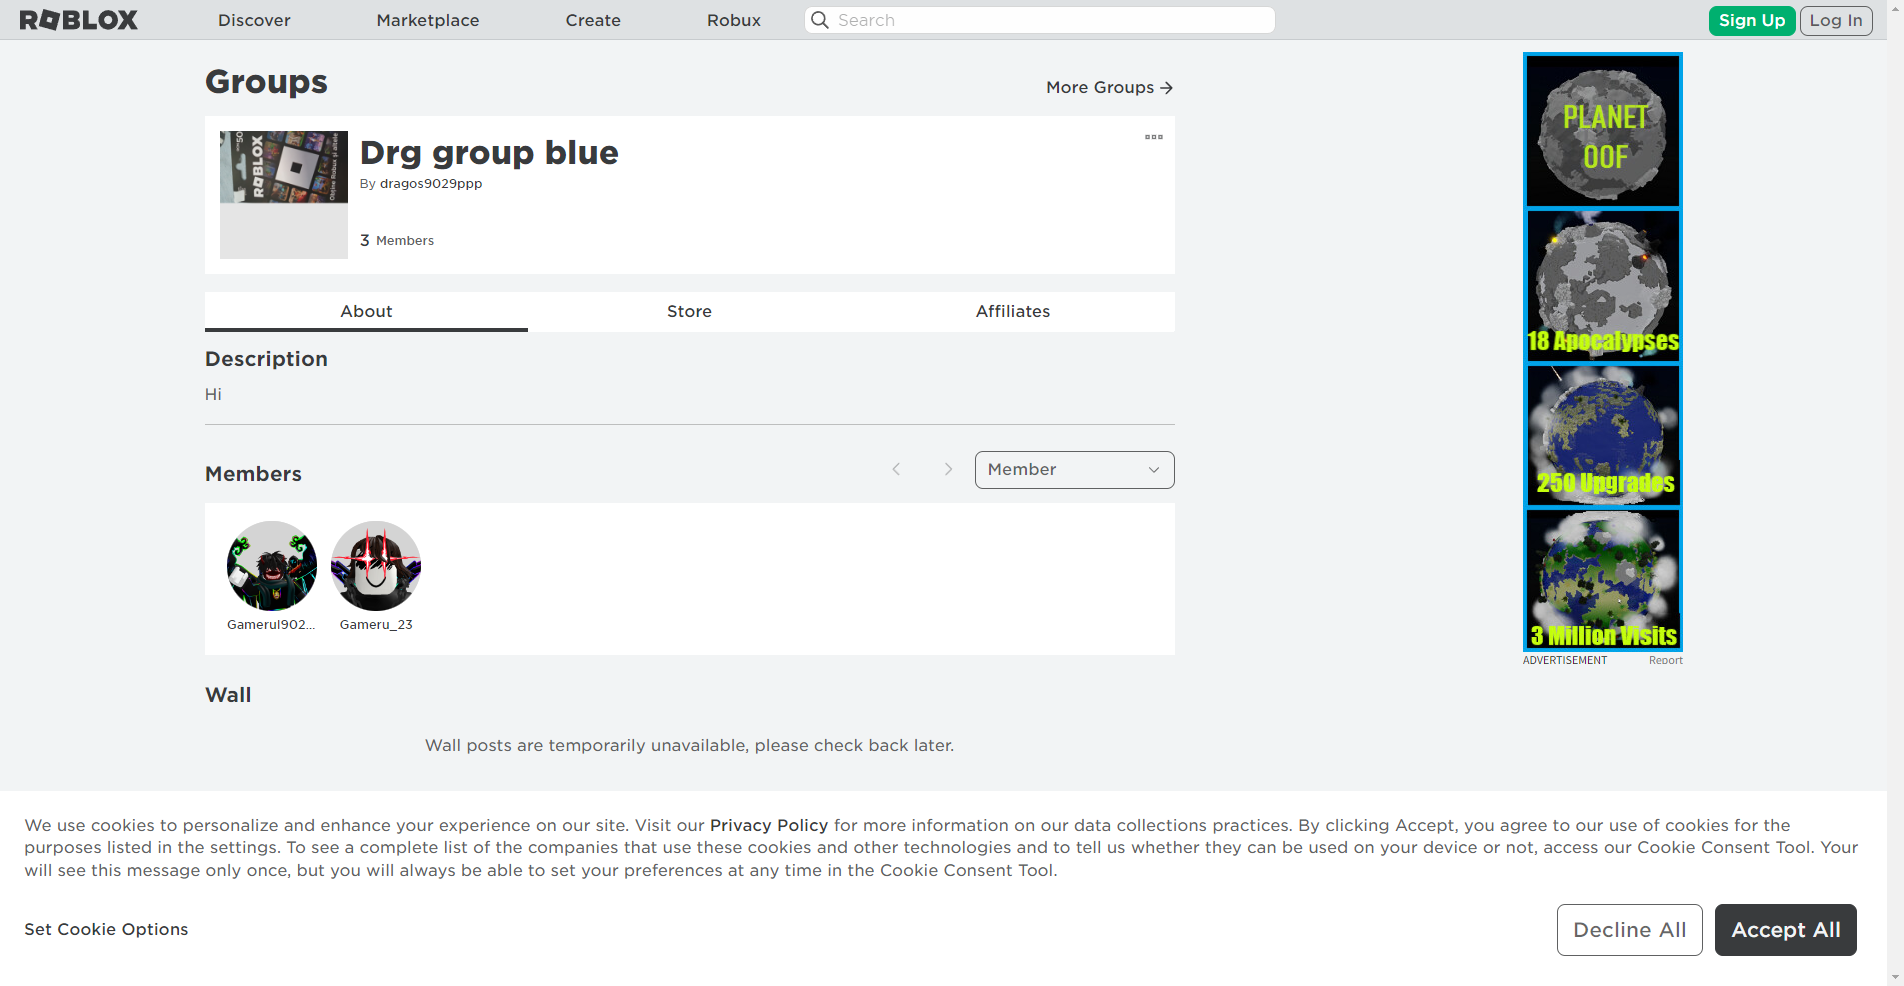 ROBLOX
Discover
Marketplace
Create
Robux
Search
Sign Up
Log In
Groups
More Groups
ROBLOX
Obține Robux și altele
Drg group blue
By dragos9029ppp
3 Members
About
Store
Affiliates
Description
Hi
Members
Member
Gamerul902...
Gameru_23
Wall
Wall posts are temporarily unavailable, please check back later.
PLANET
OOF
18 Apocalypses
250 Upgrades
3 Million Visits
ADVERTISEMENT
Report
We use cookies to personalize and enhance your experience on our site. Visit our Privacy Policy for more information on our data collections practices. By clicking Accept, you agree to our use of cookies for the
purposes listed in the settings. To see a complete list of the companies that use these cookies and other technologies and to tell us whether they can be used on your device or not, access our Cookie Consent Tool. Your
will see this message only once, but you will always be able to set your preferences at any time in the Cookie Consent Tool.
Set Cookie Options
Decline All
Accept All